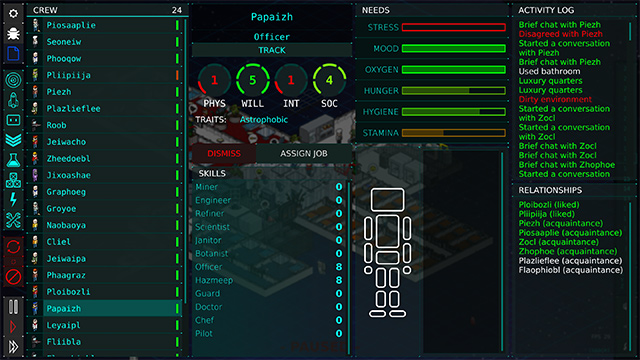 CREW 24
Piosaaplie
Seoneiw
Phooqow
Pliipiija
Piezh
Plazlieflee
Roob
Jeiwacho
Zheedoebl
Jixoashae
Graphoeg
Groyoe
Naobaoya
Cliel
Jeiwaipa
Phaagraz
Ploibozli
Papaizh
Leyaipl
Fliibla
Papaizh
Officer
TRACK
1 5 1 4
PHYS WILL INT SOC
TRAITS: Astrophobic
DISMISS ASSIGN JOB
SKILLS
Miner 0
Engineer 0
Refiner 0
Scientist 0
Janitor 0
Botanist 0
Officer 8
Hazmeep 8
Guard 0
Doctor 0
Chef 0
Pilot 0
NEEDS
STRESS
MOOD
OXYGEN
HUNGER
HYGIENE
STAMINA
ACTIVITY LOG
Brief chat with Piezh
Disagreed with Piezh
Started a conversation
with Piezh
Brief chat with Piezh
Used bathroom
Luxury quarters
Luxury quarters
Dirty environment
Started a conversation
with Zocl
Started a conversation
with Zocl
Brief chat with Zocl
Brief chat with Zocl
Brief chat with Zhophoe
Started a conversation
RELATIONSHIPS
Ploibozli (liked)
Pliipiija (liked)
Piezh (acquaintance)
Piosaaplie (acquaintance)
Zocl (acquaintance)
Zhophoe (acquaintance)
Plazlieflee (acquaintance)
Flaophiobl (acquaintance)